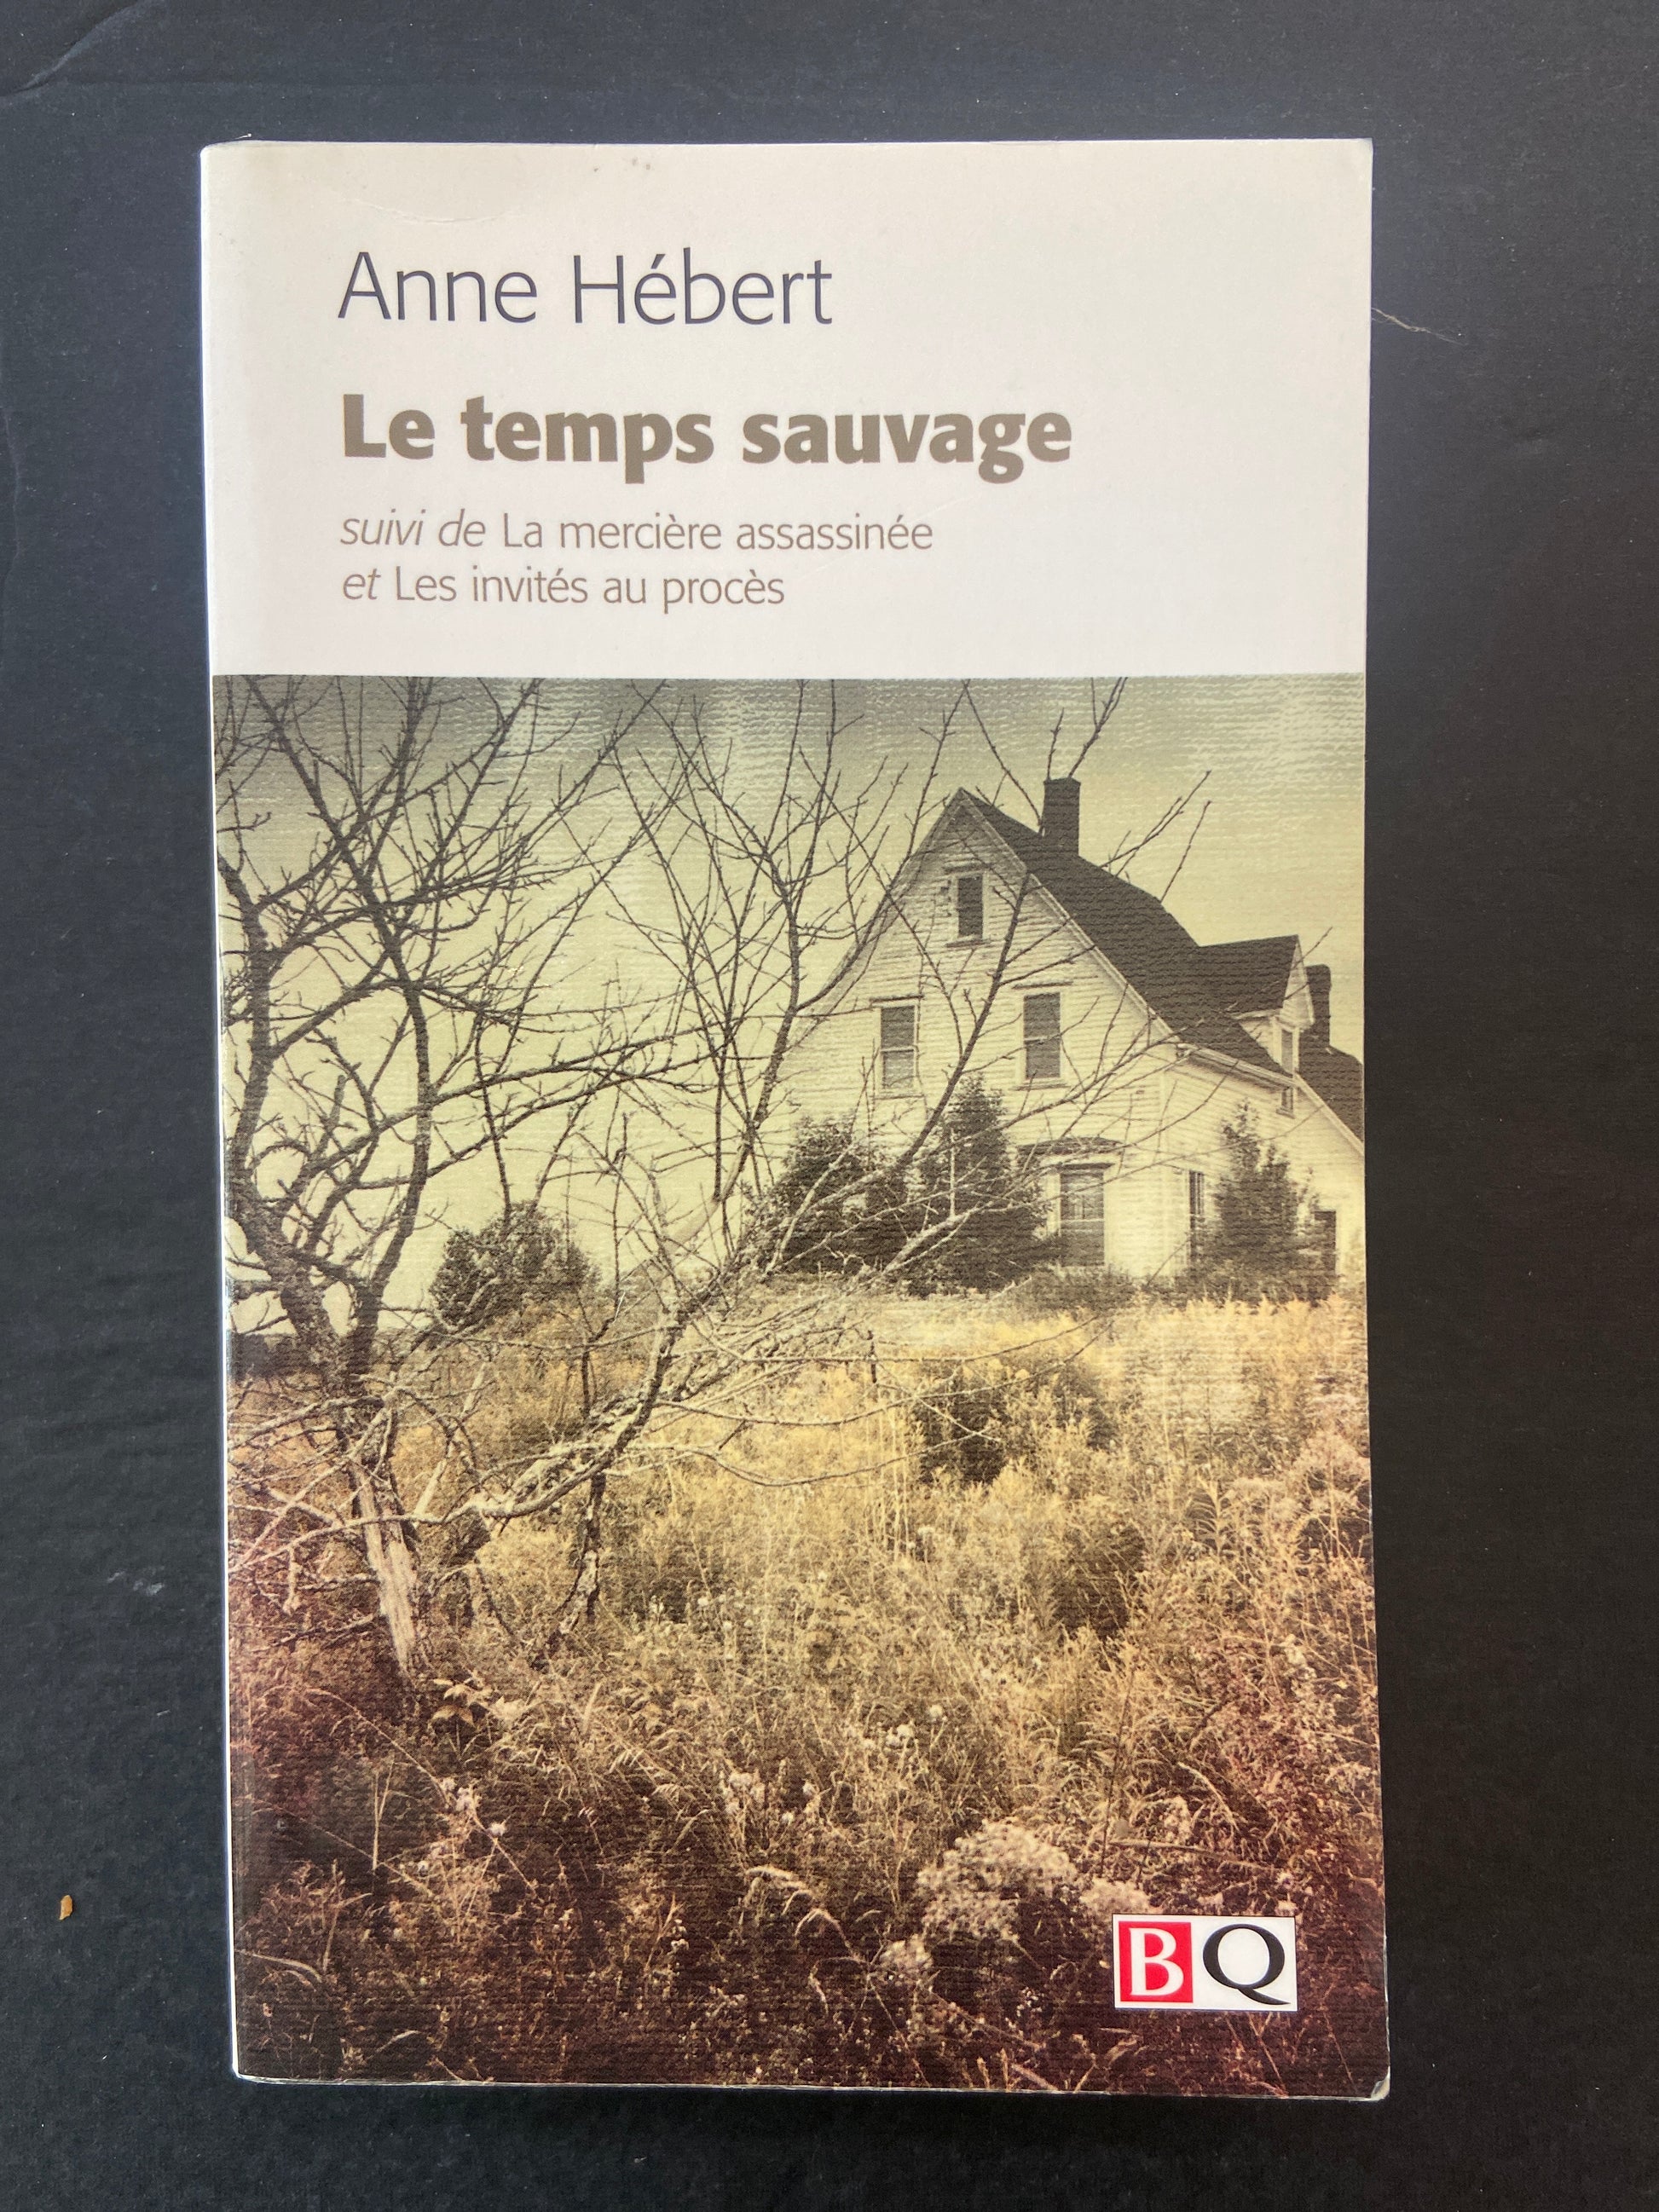 Anne Hébert
Le temps sauvage
suivi de La mercière assassinée
et Les invités au procès
BQ